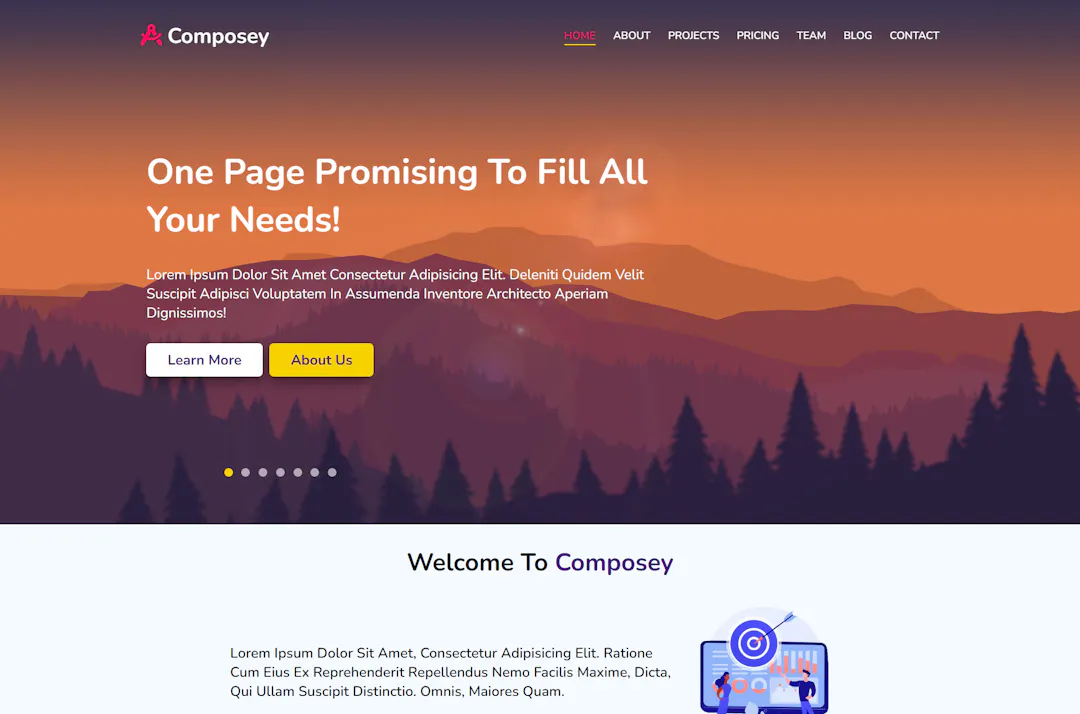 Composey
HOME ABOUT PROJECTS PRICING TEAM BLOG CONTACT
One Page Promising To Fill All
Your Needs!
Lorem Ipsum Dolor Sit Amet Consectetur Adipisicing Elit. Deleniti Quidem Velit
Suscipit Adipisci Voluptatem In Assumenda Inventore Architecto Aperiam
Dignissimos!
Learn More About Us
Welcome To Composey
Lorem Ipsum Dolor Sit Amet, Consectetur Adipisicing Elit. Ratione
Cum Eius Ex Reprehenderit Repellendus Nemo Facilis Maxime, Dicta,
Qui Ullam Suscipit Distinctio. Omnis, Maiores Quam.